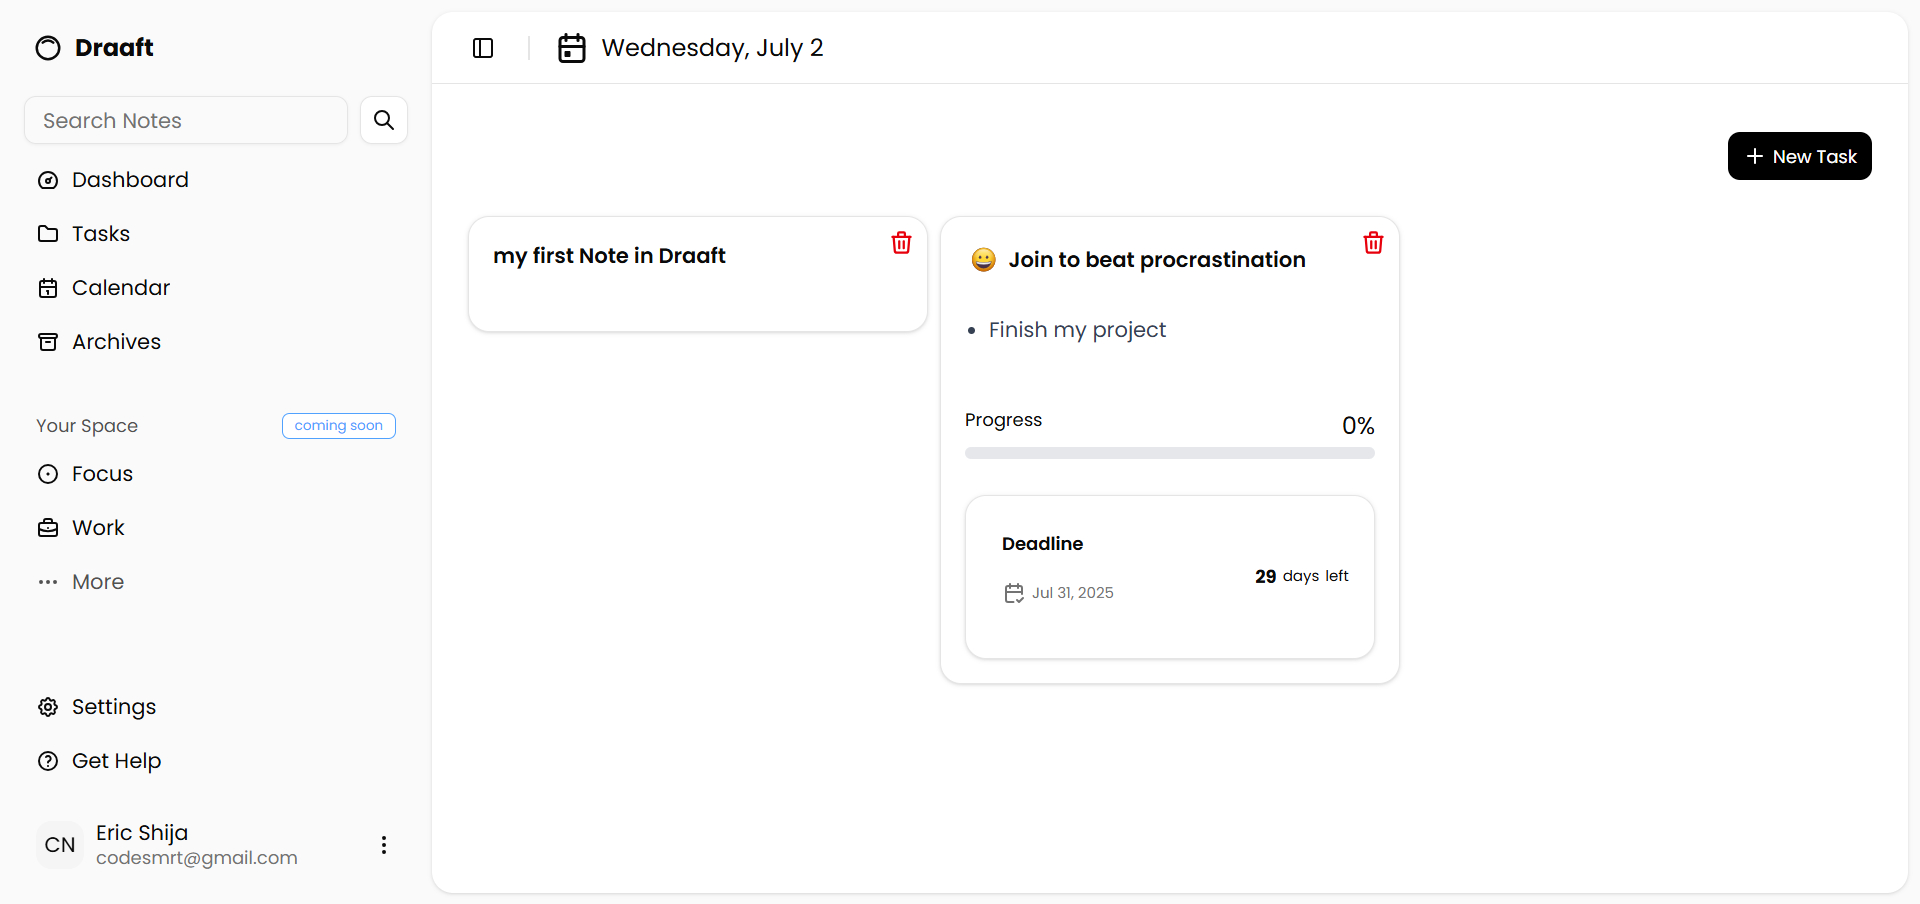 Draaft
Search Notes
Dashboard
Tasks
Calendar
Archives
Your Space
coming soon
Focus
Work
More
Settings
Get Help
CN
Eric Shija
codesmrt@gmail.com
Wednesday, July 2
New Task
my first Note in Draaft
😀 Join to beat procrastination
• Finish my project
Progress
0%
Deadline
Jul 31, 2025
29 days left